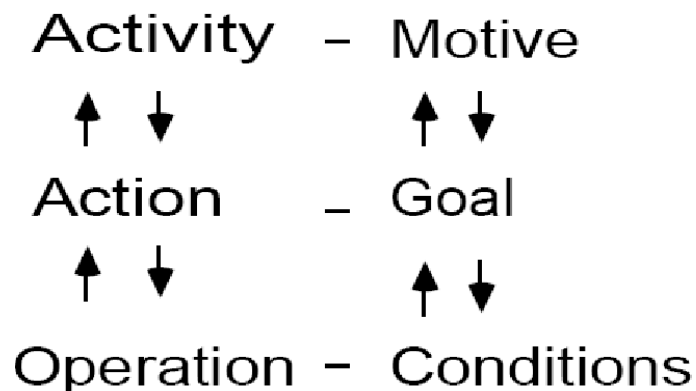 Activity – Motive
Action – Goal
Operation – Conditions